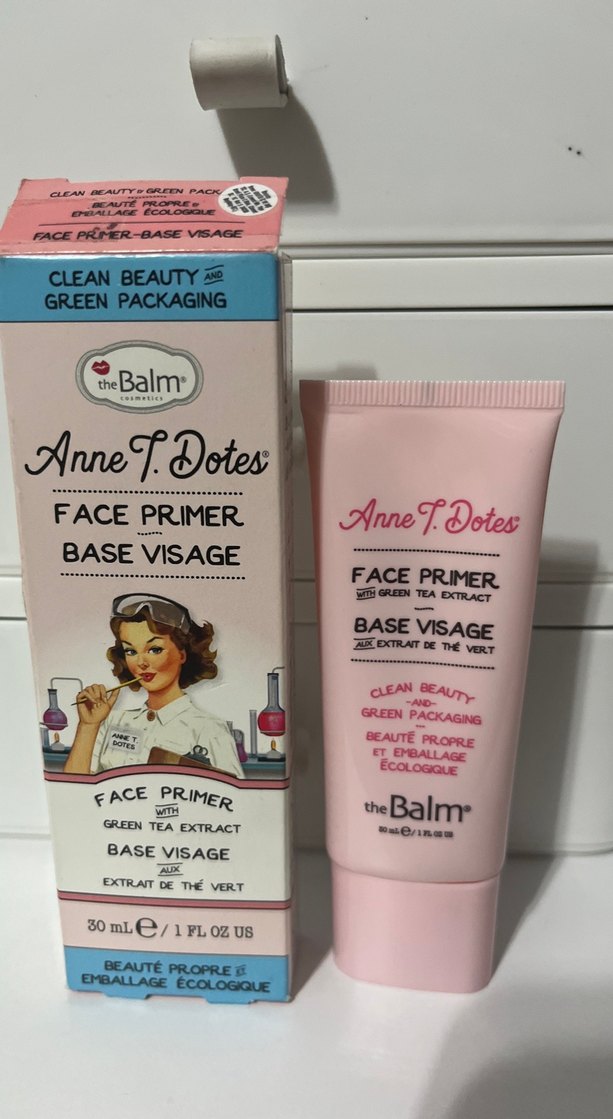 CLEAN BEAUTY & GREEN PACK
BEAUTÉ PROPRE &
EMBALLAGE ÉCOLOGIQUE
FACE PRIMER-BASE VISAGE
CLEAN BEAUTY AND
GREEN PACKAGING
theBalm®
cosmetics
Anne T. Dotes®
FACE PRIMER
BASE VISAGE
ANNE T.
DOTES
FACE PRIMER
WITH
GREEN TEA EXTRACT
BASE VISAGE
AUX
EXTRAIT DE THÉ VERT
30 mL e / 1 FL OZ US
BEAUTÉ PROPRE ET
EMBALLAGE ÉCOLOGIQUE
Anne T. Dotes®
FACE PRIMER
WITH GREEN TEA EXTRACT
BASE VISAGE
AUX EXTRAIT DE THÉ VERT
CLEAN BEAUTY
-AND-
GREEN PACKAGING
BEAUTÉ PROPRE
ET EMBALLAGE
ÉCOLOGIQUE
theBalm®
30 mL e / 1 FL OZ US